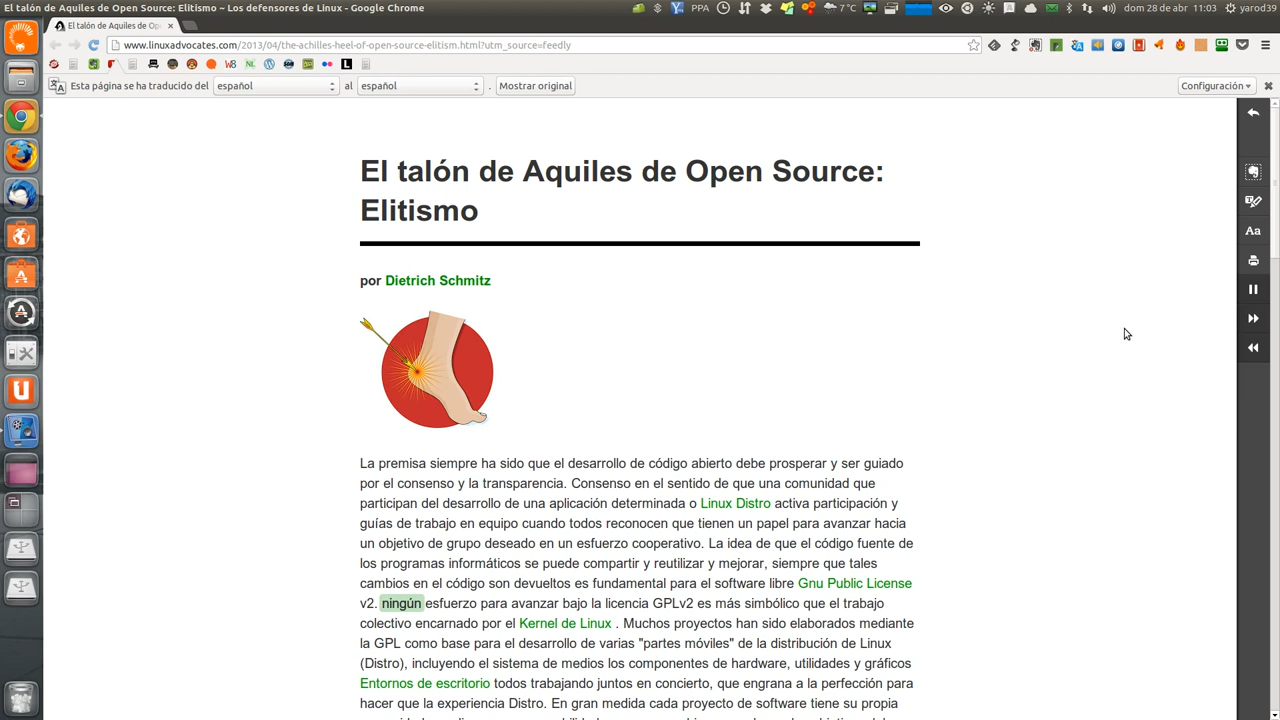 El talón de Aquiles de Open Source: Elitismo ~ Los defensores de Linux - Google Chrome
PPA
7 °C
dom 28 de abr
11:03
yarod39
El talón de Aquiles de Op
www.linuxadvocates.com/2013/04/the-achilles-heel-of-open-source-elitism.html?utm_source=feedly
Esta página se ha traducido del español al español . Mostrar original
Configuración
El talón de Aquiles de Open Source:
Elitismo
por Dietrich Schmitz
Aa
La premisa siempre ha sido que el desarrollo de código abierto debe prosperar y ser guiado
por el consenso y la transparencia. Consenso en el sentido de que una comunidad que
participan del desarrollo de una aplicación determinada o Linux Distro activa participación y
guías de trabajo en equipo cuando todos reconocen que tienen un papel para avanzar hacia
un objetivo de grupo deseado en un esfuerzo cooperativo. La idea de que el código fuente de
los programas informáticos se puede compartir y reutilizar y mejorar, siempre que tales
cambios en el código son devueltos es fundamental para el software libre Gnu Public License
v2. ningún esfuerzo para avanzar bajo la licencia GPLv2 es más simbólico que el trabajo
colectivo encarnado por el Kernel de Linux . Muchos proyectos han sido elaborados mediante
la GPL como base para el desarrollo de varias "partes móviles" de la distribución de Linux
(Distro), incluyendo el sistema de medios los componentes de hardware, utilidades y gráficos
Entornos de escritorio todos trabajando juntos en concierto, que engrana a la perfección para
hacer que la experiencia Distro. En gran medida cada proyecto de software tiene su propia